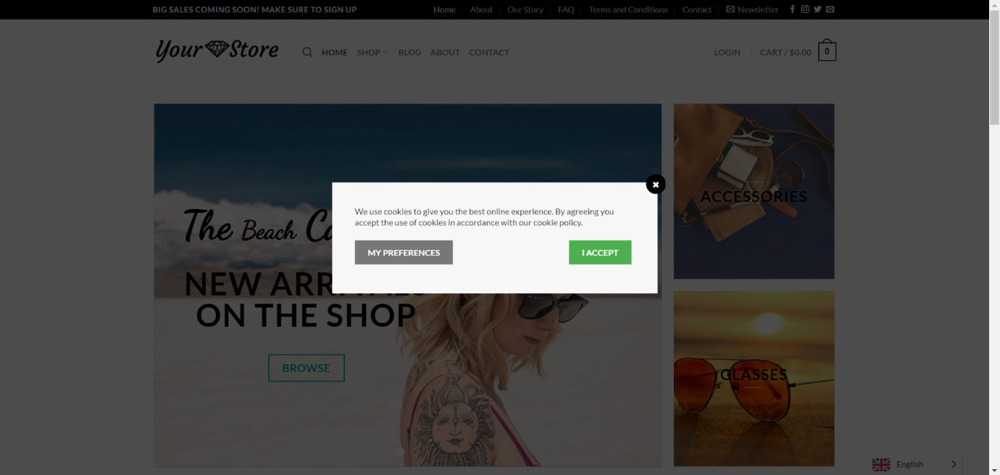 BIG SALES COMING SOON! MAKE SURE TO SIGN UP
Home
About
Our Story
FAQ
Terms and Conditions
Contact
Newsletter
Your Store
HOME
SHOP
BLOG
ABOUT
CONTACT
LOGIN
CART / $0.00
0
ACCESSORIES
We use cookies to give you the best online experience. By agreeing you
accept the use of cookies in accordance with our cookie policy.
MY PREFERENCES
I ACCEPT
The Beach
NEW ARRIVALS
ON THE SHOP
BROWSE
GLASSES
English